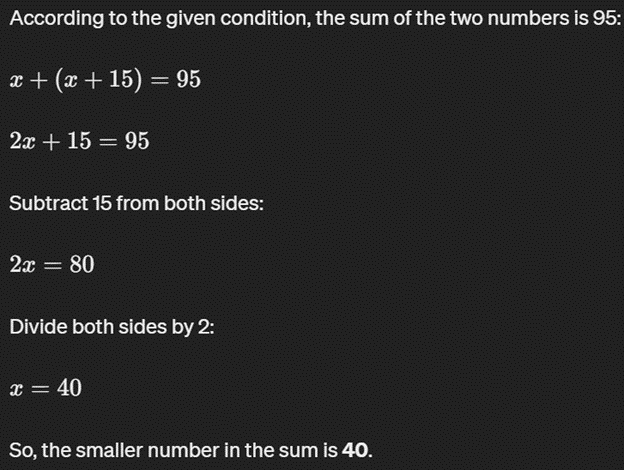 According to the given condition, the sum of the two numbers is 95:
x + (x + 15) = 95
2x + 15 = 95
Subtract 15 from both sides:
2x = 80
Divide both sides by 2:
x = 40
So, the smaller number in the sum is 40.